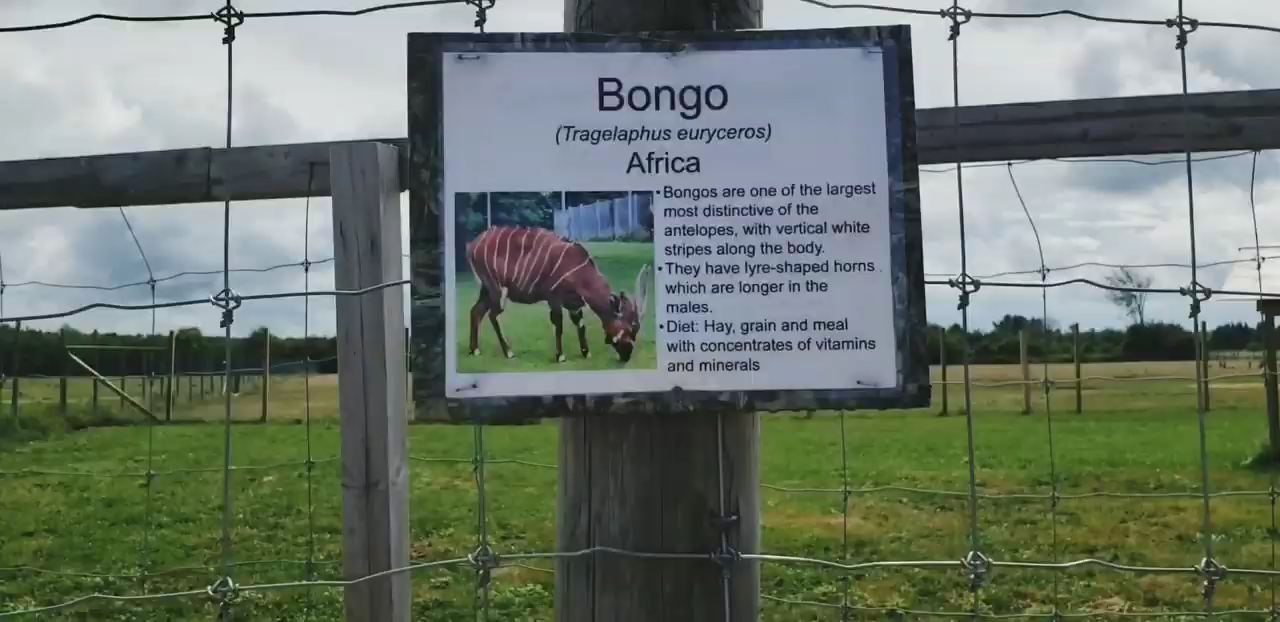 Bongo
(Tragelaphus euryceros)
Africa
•Bongos are one of the largest
most distinctive of the
antelopes, with vertical white
stripes along the body.
•They have lyre-shaped horns .
which are longer in the
males.
•Diet: Hay, grain and meal
with concentrates of vitamins
and minerals